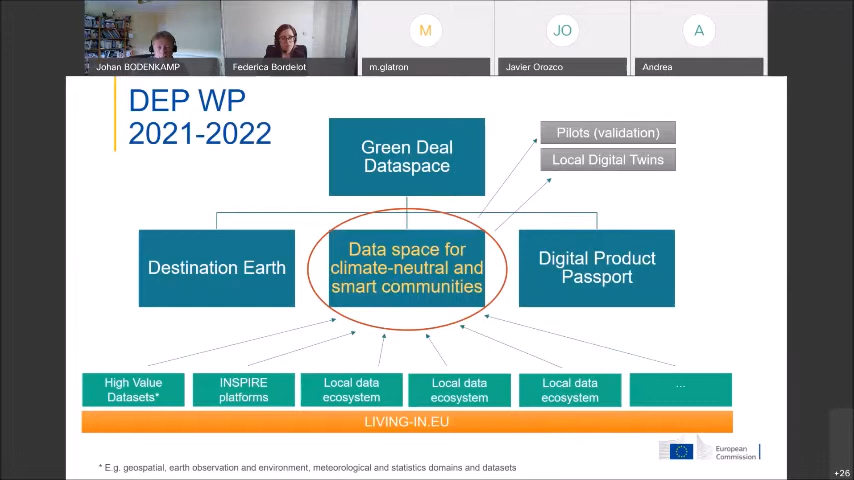 Johan BODENKAMP
Federica Bordelot
M
m.glatron
JO
Javier Orozco
A
Andrea
DEP WP
2021-2022
Green Deal
Dataspace
Pilots (validation)
Local Digital Twins
Destination Earth
Data space for
climate-neutral and
smart communities
Digital Product
Passport
High Value
Datasets*
INSPIRE
platforms
Local data
ecosystem
Local data
ecosystem
Local data
ecosystem
...
LIVING-IN.EU
European
Commission
* E.g. geospatial, earth observation and environment, meteorological and statistics domains and datasets
+26